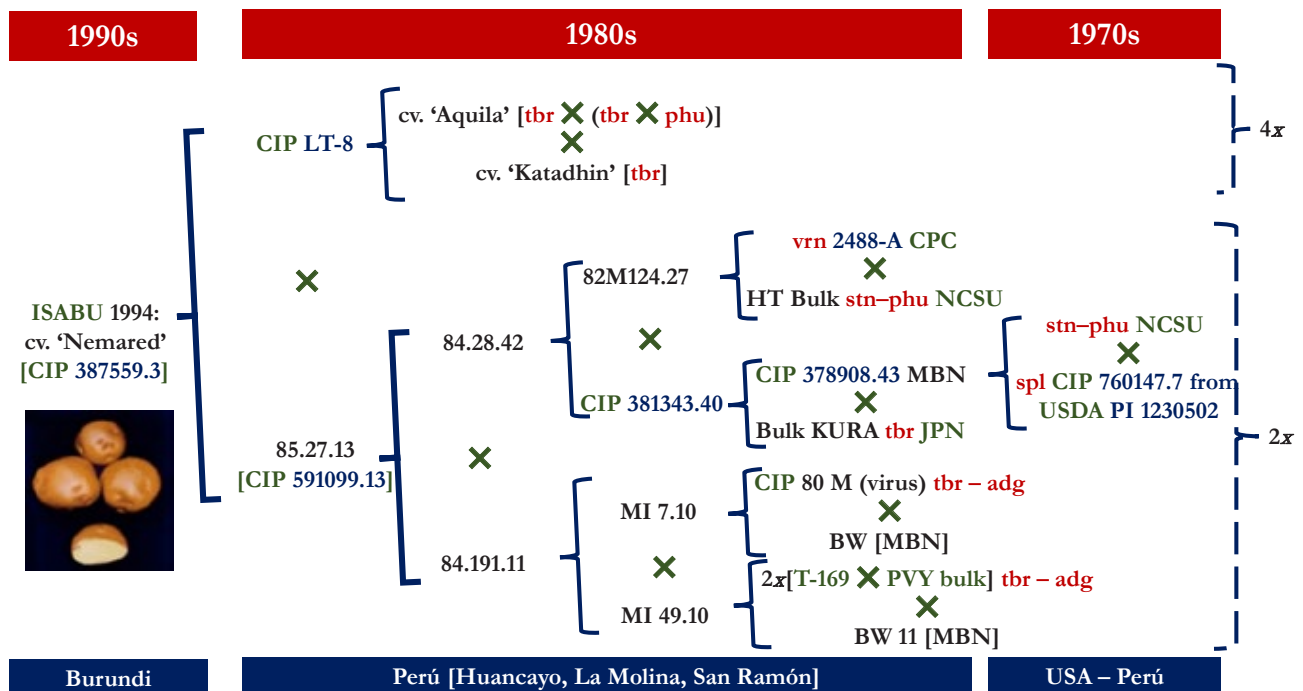 1990s
1980s
1970s
cv. ‘Aquila’ [tbr ✕ (tbr ✕ phu)]
✕
CIP LT-8
cv. ‘Katadhin’ [tbr]
4x
✕
vrn 2488-A CPC
✕
HT Bulk stn–phu NCSU
82M124.27
ISABU 1994:
cv. ‘Nemared’
[CIP 387559.3]
84.28.42
✕
stn–phu NCSU
✕
spl CIP 760147.7 from
USDA PI 1230502
CIP 378908.43 MBN
✕
Bulk KURA tbr JPN
CIP 381343.40
2x
85.27.13
[CIP 591099.13]
✕
CIP 80 M (virus) tbr – adg
✕
BW [MBN]
MI 7.10
84.191.11
✕
2x[T-169 ✕ PVY bulk] tbr – adg
✕
BW 11 [MBN]
MI 49.10
Burundi
Perú [Huancayo, La Molina, San Ramón]
USA – Perú